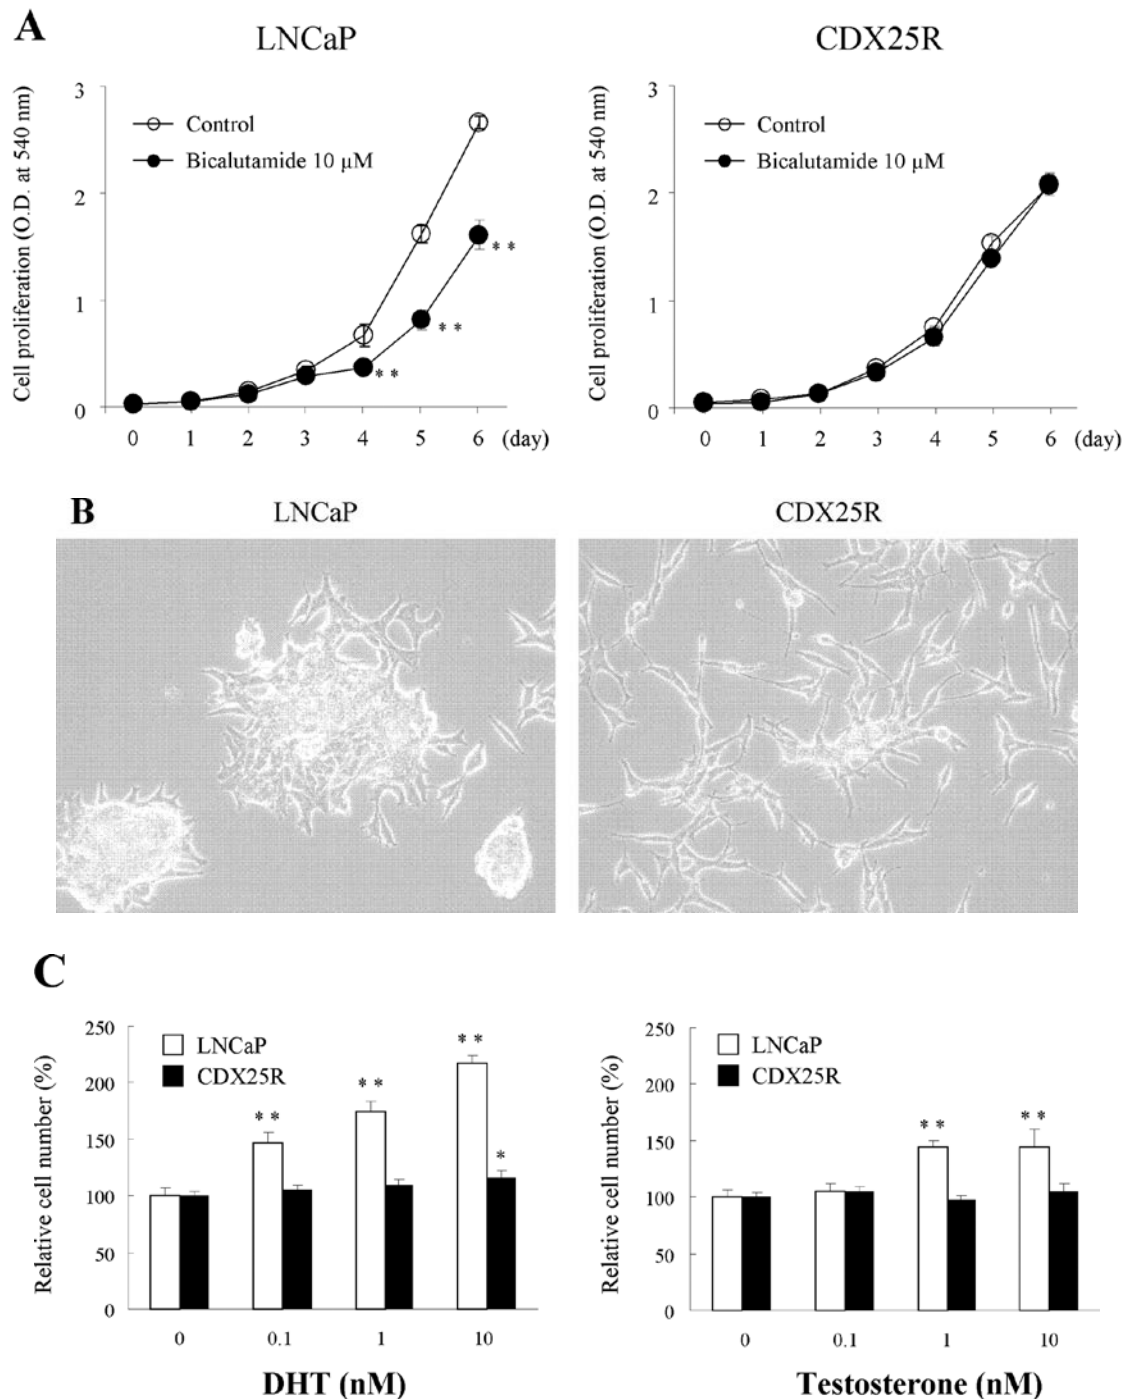 A
LNCaP
CDX25R
Cell proliferation (O.D. at 540 nm)
3
2
1
0
Control
Bicalutamide 10 µM
**
**
**
0 1 2 3 4 5 6 (day)
Cell proliferation (O.D. at 540 nm)
3
2
1
0
Control
Bicalutamide 10 µM
0 1 2 3 4 5 6 (day)
B
LNCaP
CDX25R
C
Relative cell number (%)
250
200
150
100
50
0
LNCaP
CDX25R
**
**
**
*
0 0.1 1 10
DHT (nM)
Relative cell number (%)
250
200
150
100
50
0
LNCaP
CDX25R
**
**
0 0.1 1 10
Testosterone (nM)